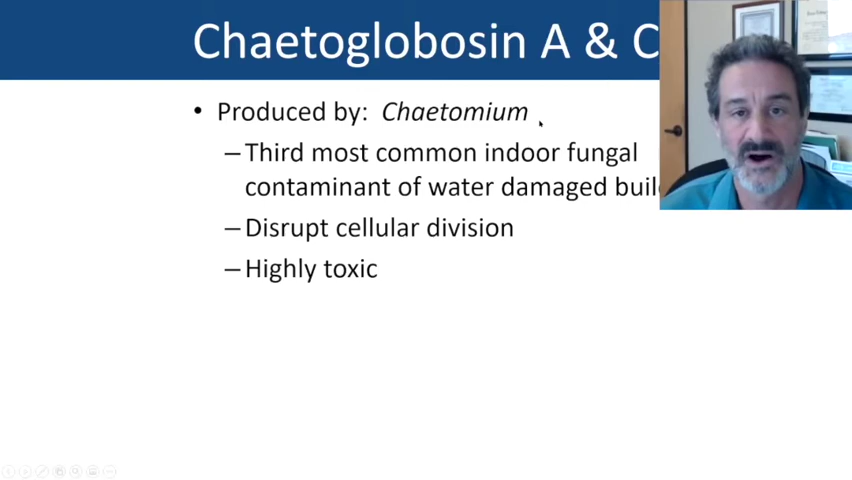 Chaetoglobosin A & C
• Produced by: Chaetomium
–Third most common indoor fungal
contaminant of water damaged
–Disrupt cellular division
–Highly toxic